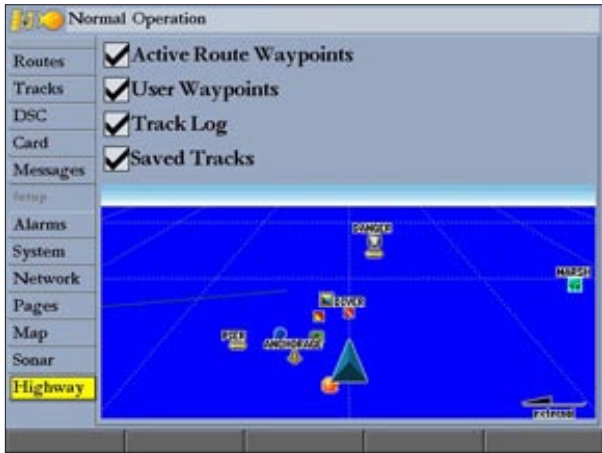 Normal Operation
Routes
Tracks
DSC
Card
Messages
Setup
Alarms
System
Network
Pages
Map
Sonar
Highway
Active Route Waypoints
User Waypoints
Track Log
Saved Tracks
DANGER
MARSH
DIVER
PIER
ANCHORAGE